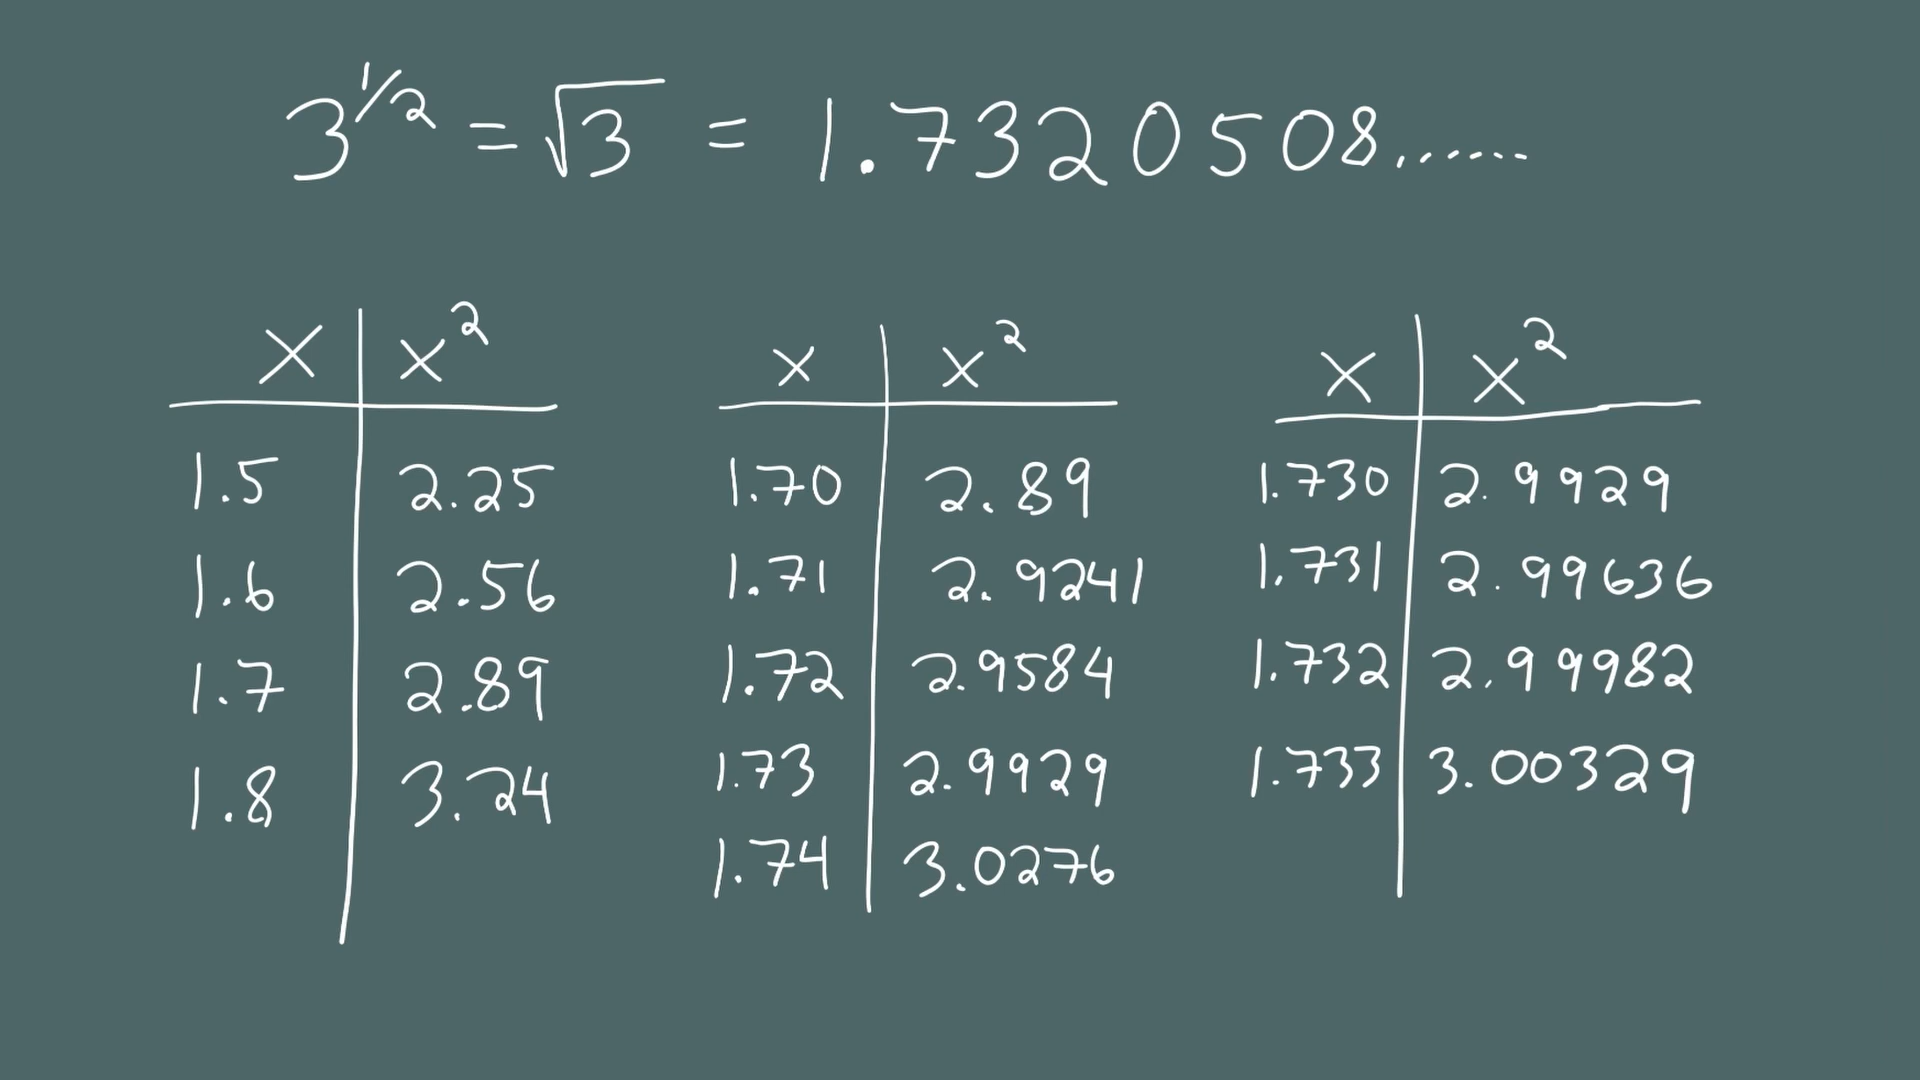 3^{1/2} = √3 = 1.7320508.......
x | x²
1.5 | 2.25
1.6 | 2.56
1.7 | 2.89
1.8 | 3.24
x | x²
1.70 | 2.89
1.71 | 2.9241
1.72 | 2.9584
1.73 | 2.9929
1.74 | 3.0276
x | x²
1.730 | 2.9929
1.731 | 2.99636
1.732 | 2.99982
1.733 | 3.00329